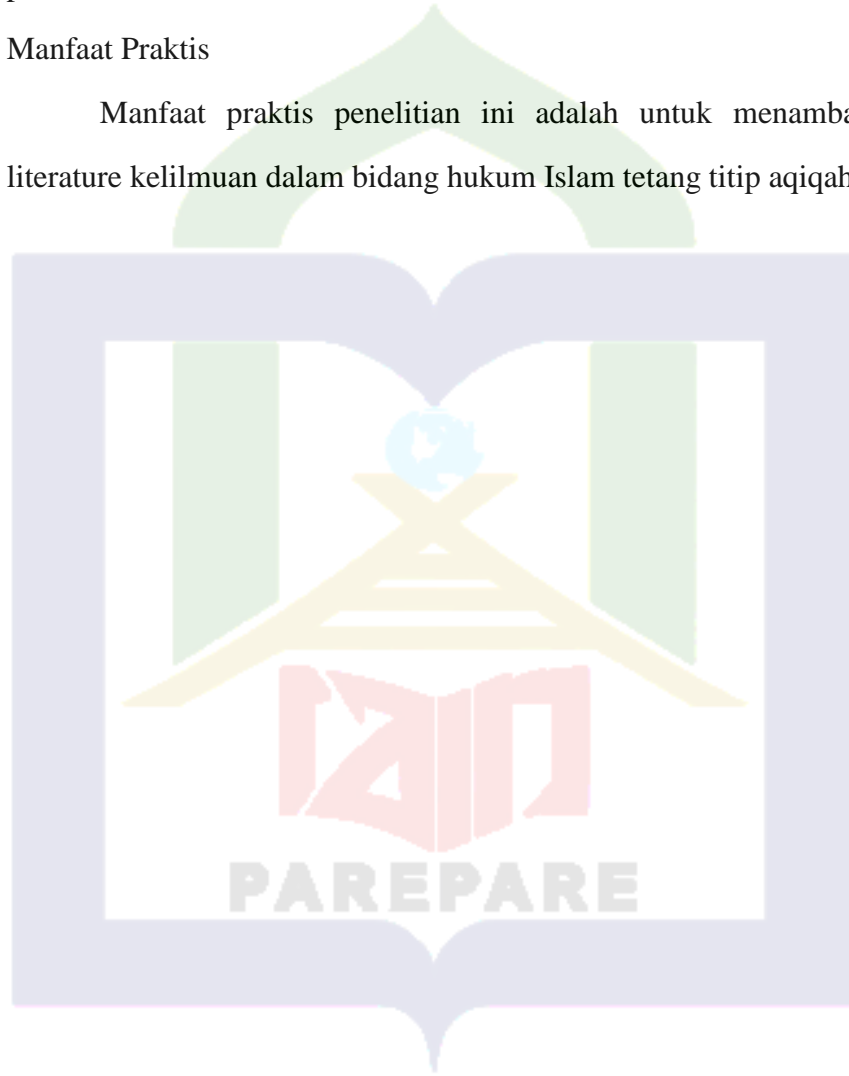 Manfaat Praktis
Manfaat praktis penelitian ini adalah untuk menamba
literature kelilmuan dalam bidang hukum Islam tetang titip aqiqah
iain
PAREPARE